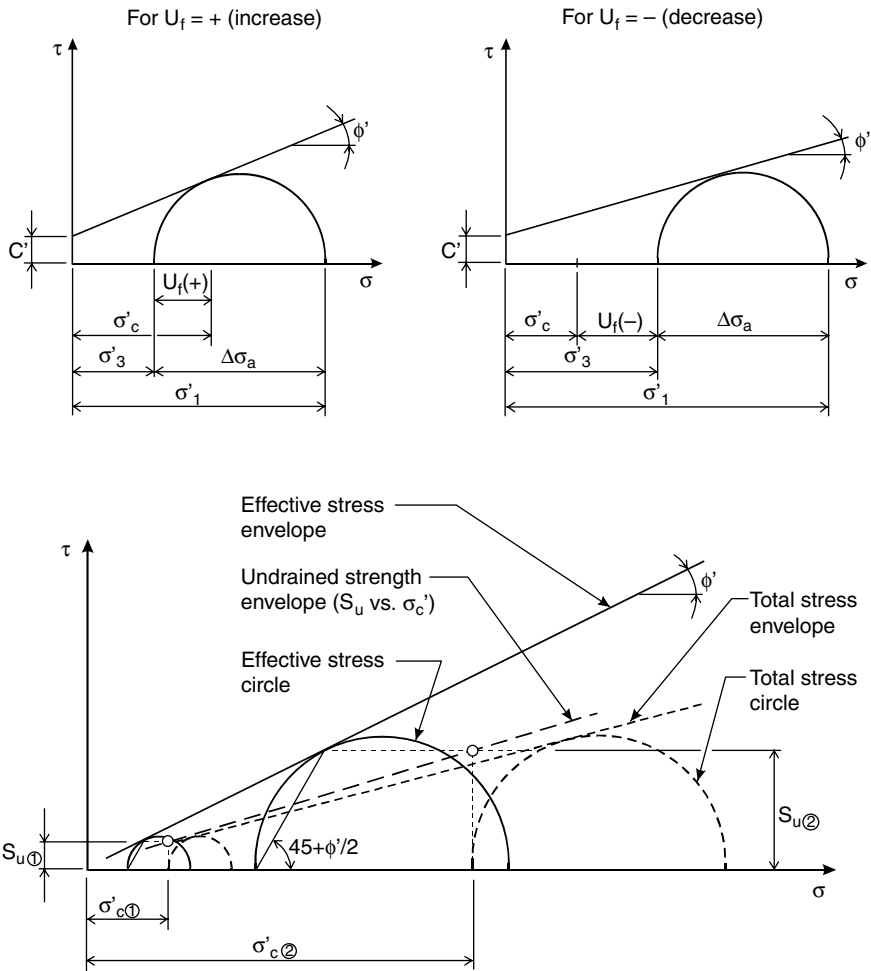 For U_f = + (increase)
τ
ϕ'
C'
σ
U_f(+)
σ'_c
σ'_3
Δσ_a
σ'_1
For U_f = – (decrease)
τ
ϕ'
C'
σ
σ'_c
U_f(–)
Δσ_a
σ'_3
σ'_1
Effective stress
envelope
τ
Undrained strength
envelope (S_u vs. σ_c')
ϕ'
Total stress
envelope
Effective stress
circle
Total stress
circle
S_u②
S_u①
45+ϕ'/2
σ
σ'_c①
σ'_c②